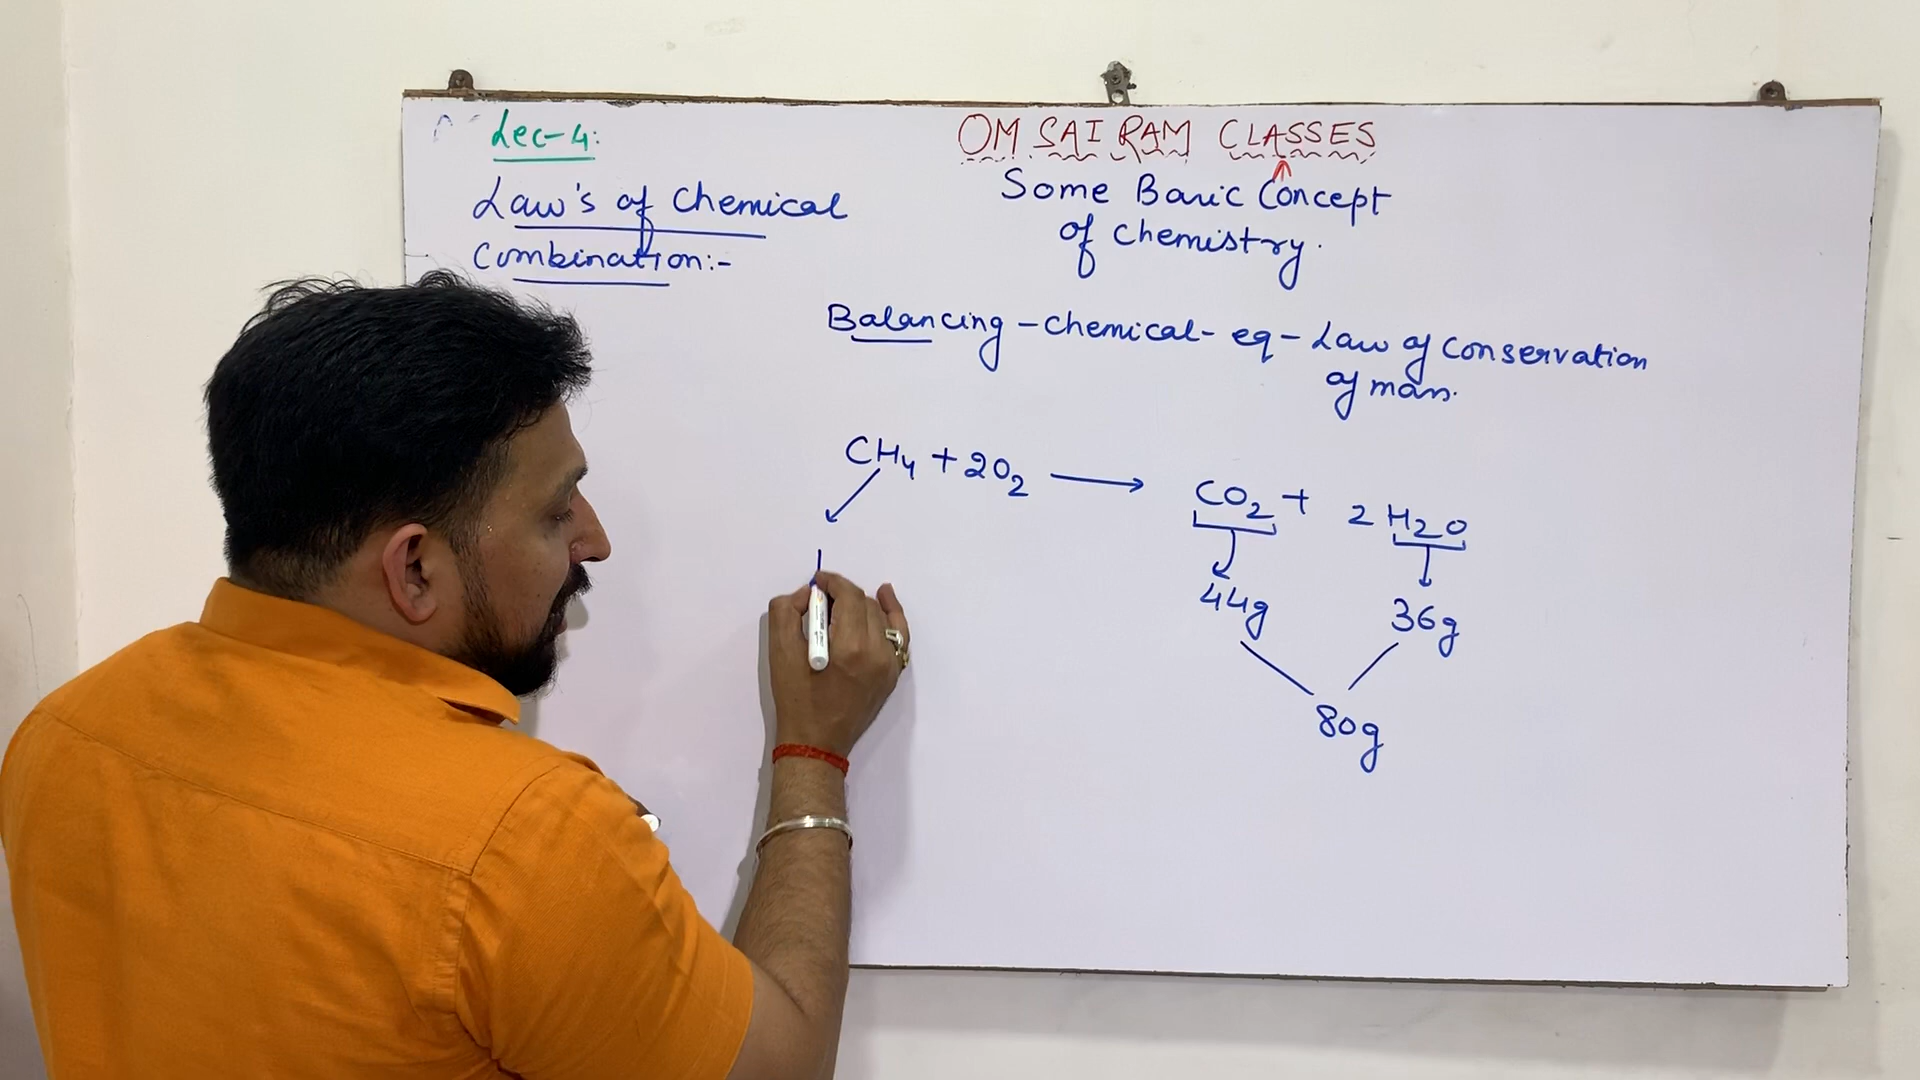 Lec-4:
OM SAI RAM CLASSES
Law's of Chemical
Combination:-
Some Basic Concept
of Chemistry.
Balancing - Chemical - eq - Law of Conservation
of mass.
CH4 + 2O2 → CO2 + 2H2O
44g
36g
80g